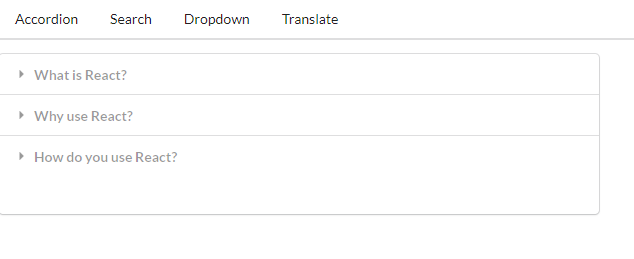 Accordion Search Dropdown Translate
What is React?
Why use React?
How do you use React?